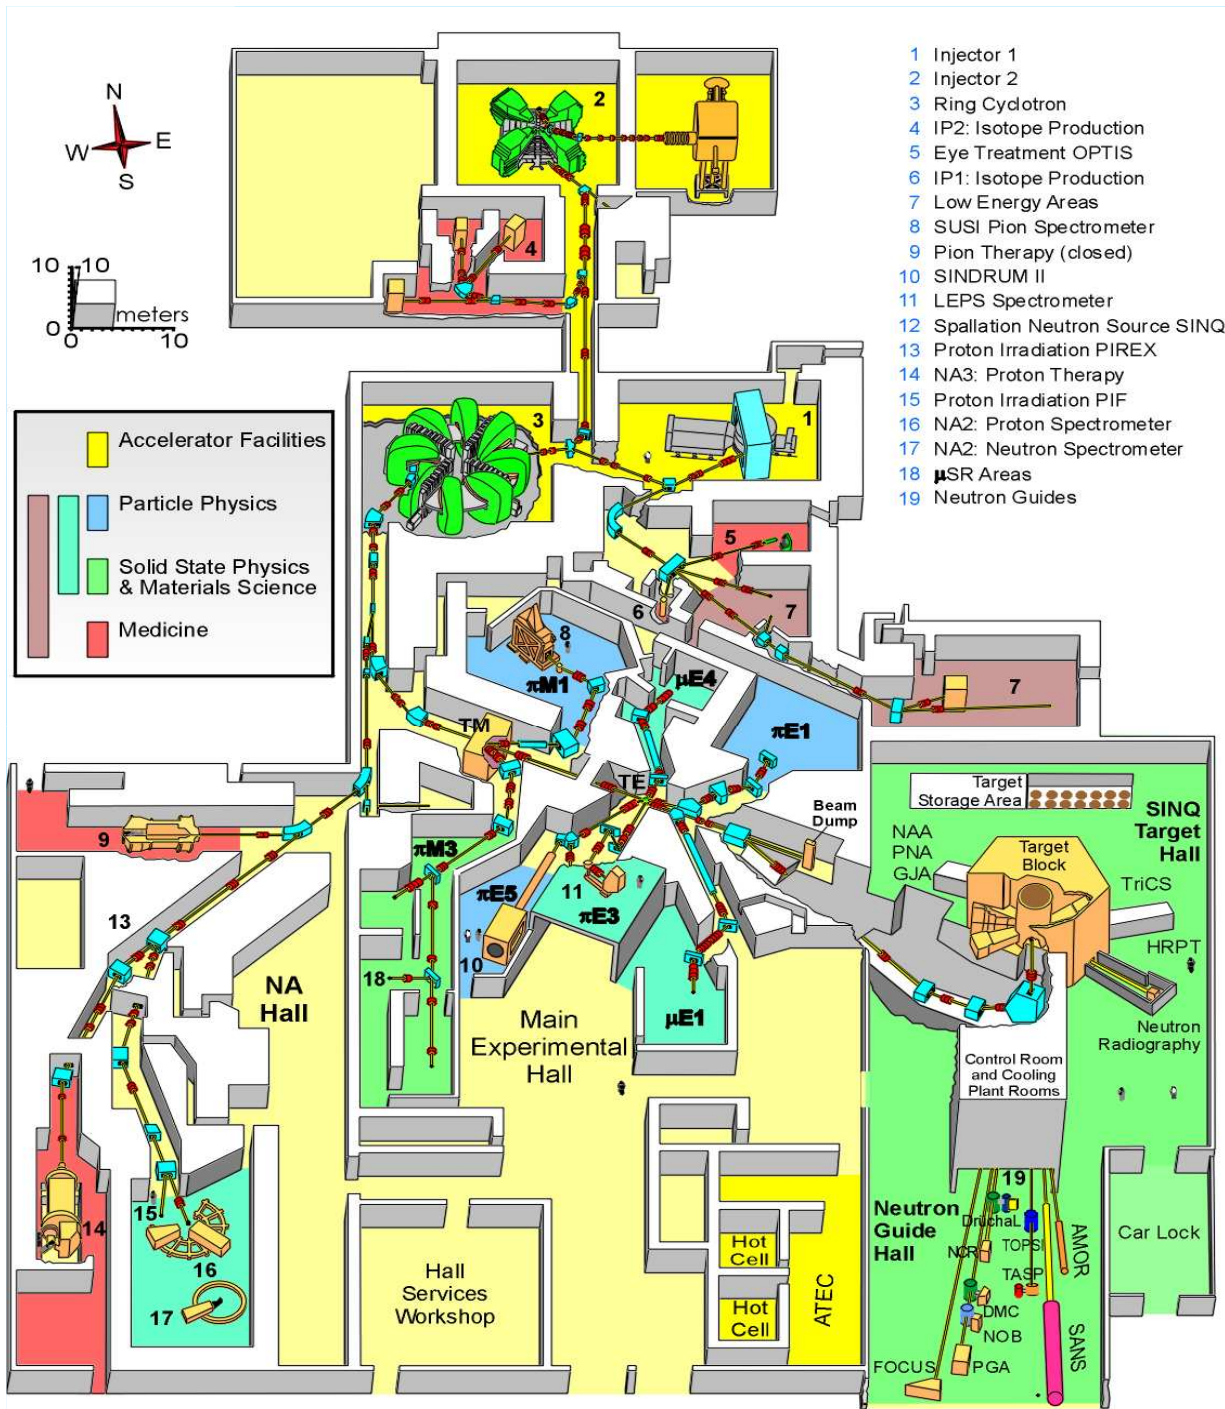 N
W
E
S
10
10
0
meters
0
10
1 Injector 1
2 Injector 2
3 Ring Cyclotron
4 IP2: Isotope Production
5 Eye Treatment OPTIS
6 IP1: Isotope Production
7 Low Energy Areas
8 SUSI Pion Spectrometer
9 Pion Therapy (closed)
10 SINDRUM II
11 LEPS Spectrometer
12 Spallation Neutron Source SINQ
13 Proton Irradiation PIREX
14 NA3: Proton Therapy
15 Proton Irradiation PIF
16 NA2: Proton Spectrometer
17 NA2: Neutron Spectrometer
18 µSR Areas
19 Neutron Guides
Accelerator Facilities
Particle Physics
Solid State Physics
& Materials Science
Medicine
2
4
3
1
5
6
7
8
πM1
µE4
7
TM
πE1
TE
Beam
Dump
Target
Storage Area
SINQ
Target
Hall
NAA
PNA
GJA
Target
Block
TriCS
HRPT
Neutron
Radiography
9
πM3
πE5
11
πE3
13
10
18
NA
Hall
µE1
Main
Experimental
Hall
Control Room
and Cooling
Plant Rooms
19
Neutron
Guide
Hall
DrüchaL
NCR
TOPSI
TASP
AMOR
DMC
NOB
SANS
FOCUS
PGA
Car Lock
14
15
16
17
Hall
Services
Workshop
Hot
Cell
Hot
Cell
ATEC